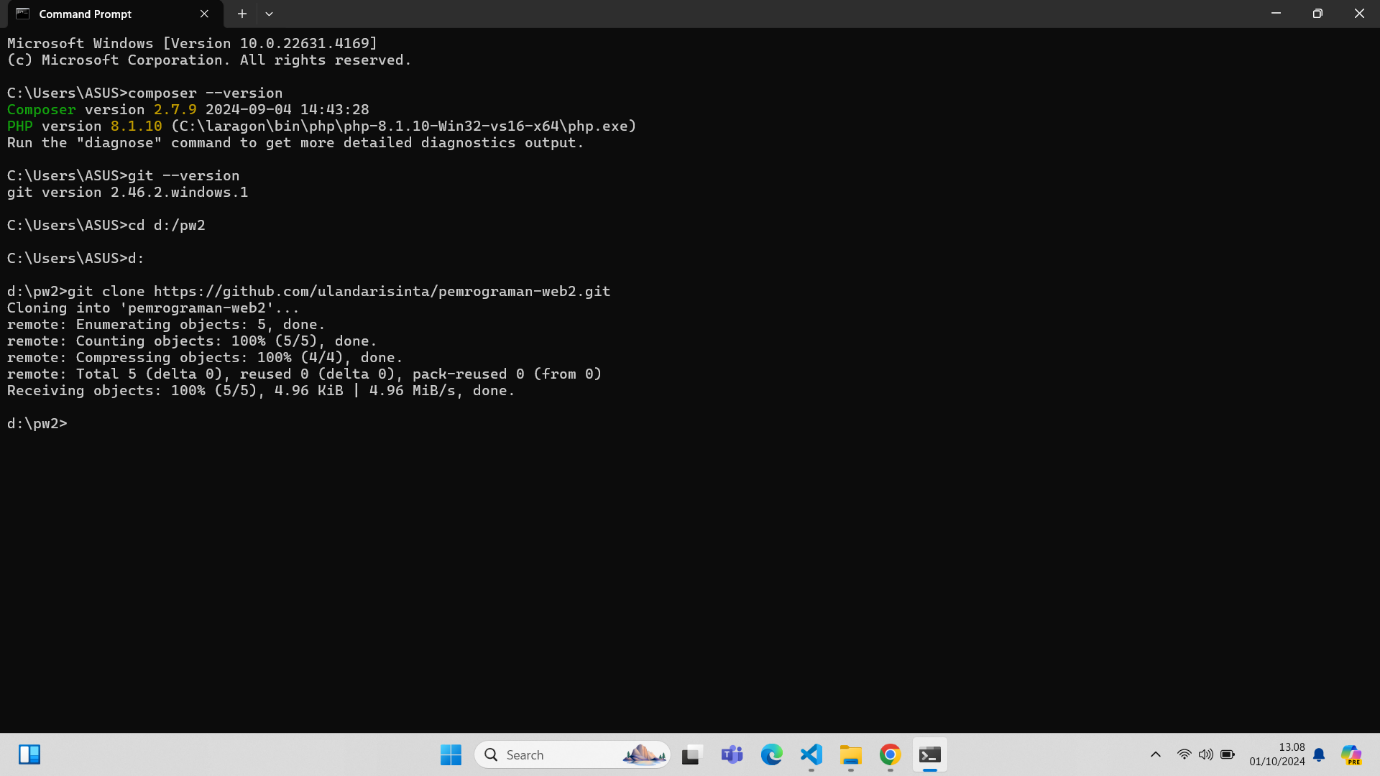 Command Prompt
Microsoft Windows [Version 10.0.22631.4169]
(c) Microsoft Corporation. All rights reserved.
C:\Users\ASUS>composer --version
Composer version 2.7.9 2024-09-04 14:43:28
PHP version 8.1.10 (C:\laragon\bin\php\php-8.1.10-Win32-vs16-x64\php.exe)
Run the "diagnose" command to get more detailed diagnostics output.
C:\Users\ASUS>git --version
git version 2.46.2.windows.1
C:\Users\ASUS>cd d:/pw2
C:\Users\ASUS>d:
d:\pw2>git clone https://github.com/ulandarisinta/pemrograman-web2.git
Cloning into 'pemrograman-web2'...
remote: Enumerating objects: 5, done.
remote: Counting objects: 100% (5/5), done.
remote: Compressing objects: 100% (4/4), done.
remote: Total 5 (delta 0), reused 0 (delta 0), pack-reused 0 (from 0)
Receiving objects: 100% (5/5), 4.96 KiB | 4.96 MiB/s, done.
d:\pw2>
Search
13.08
01/10/2024
PRE